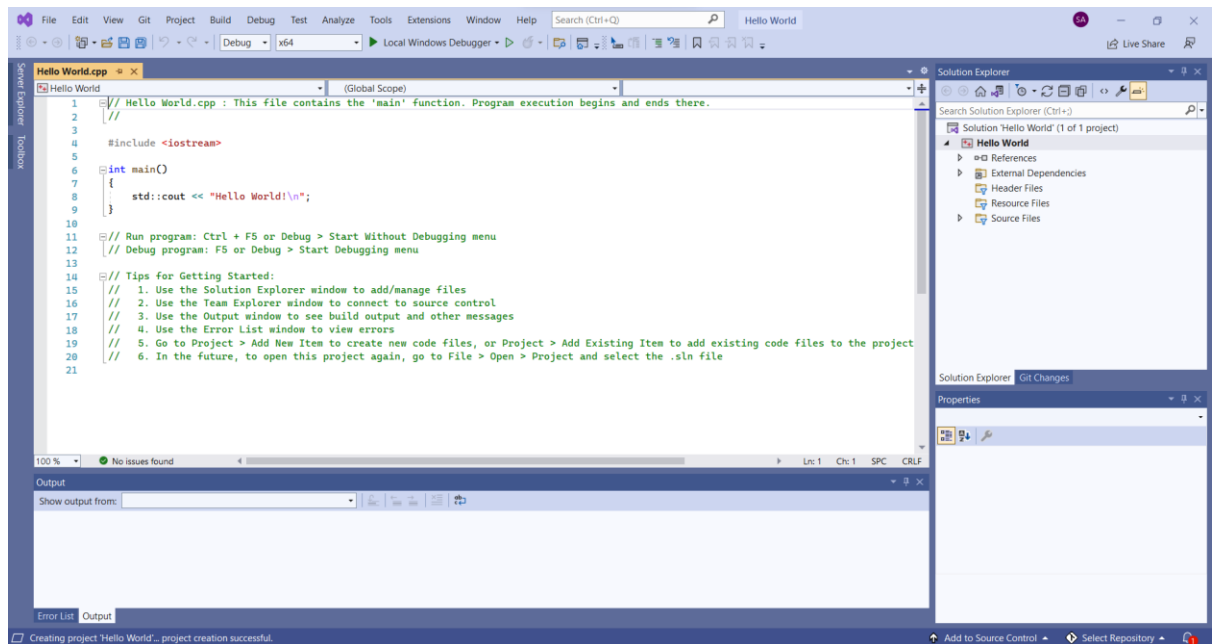 File Edit View Git Project Build Debug Test Analyze Tools Extensions Window Help Search (Ctrl+Q) Hello World SA
Debug x64 Local Windows Debugger Live Share
Server Explorer
Toolbox
Hello World.cpp
Hello World (Global Scope)
1 // Hello World.cpp : This file contains the 'main' function. Program execution begins and ends there.
2 //
3
4 #include <iostream>
5
6 int main()
7 {
8 std::cout << "Hello World!\n";
9 }
10
11 // Run program: Ctrl + F5 or Debug > Start Without Debugging menu
12 // Debug program: F5 or Debug > Start Debugging menu
13
14 // Tips for Getting Started:
15 // 1. Use the Solution Explorer window to add/manage files
16 // 2. Use the Team Explorer window to connect to source control
17 // 3. Use the Output window to see build output and other messages
18 // 4. Use the Error List window to view errors
19 // 5. Go to Project > Add New Item to create new code files, or Project > Add Existing Item to add existing code files to the project
20 // 6. In the future, to open this project again, go to File > Open > Project and select the .sln file
21
100 % No issues found Ln: 1 Ch: 1 SPC CRLF
Output
Show output from:
Error List Output
Solution Explorer
Search Solution Explorer (Ctrl+;)
Solution 'Hello World' (1 of 1 project)
Hello World
References
External Dependencies
Header Files
Resource Files
Source Files
Solution Explorer Git Changes
Properties
Creating project 'Hello World'... project creation successful. Add to Source Control Select Repository 1